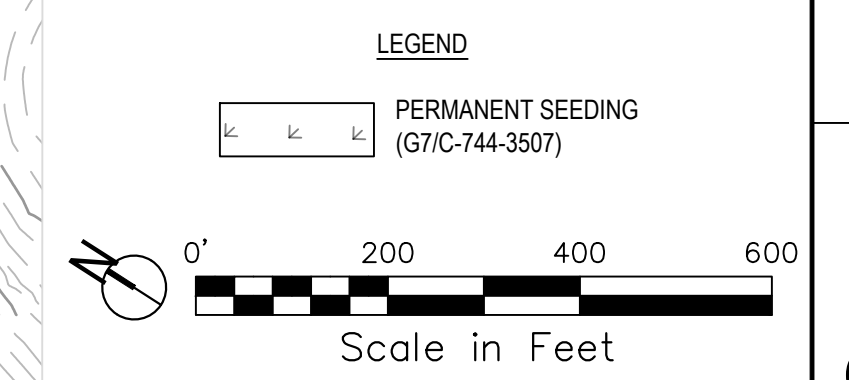 LEGEND
PERMANENT SEEDING
(G7/C-744-3507)
N
0' 200 400 600
Scale in Feet